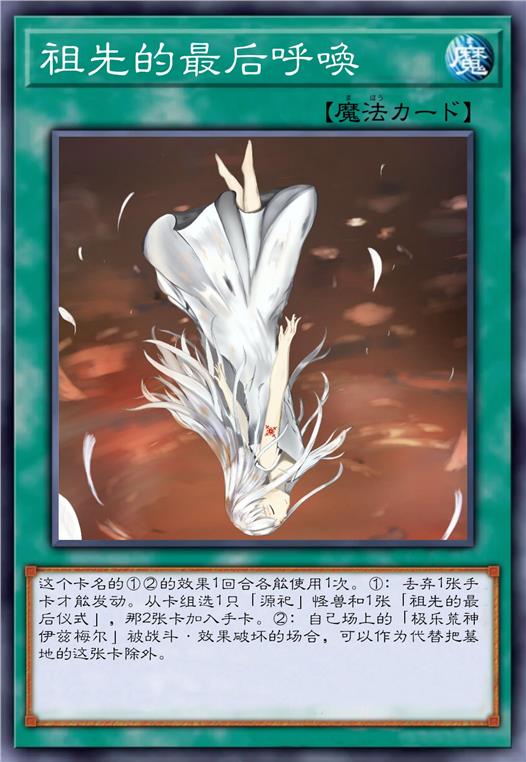 祖先的最后呼唤
魔
【魔法カード】
まほう
这个卡名的①②的效果1回合各能使用1次。①：丢弃1张手
卡才能发动。从卡组选1只「源祀」怪兽和1张「祖先的最
后仪式」，那2张卡加入手卡。②：自己场上的「极乐荒神
伊兹梅尔」被战斗·效果破坏的场合，可以作为代替把墓
地的这张卡除外。